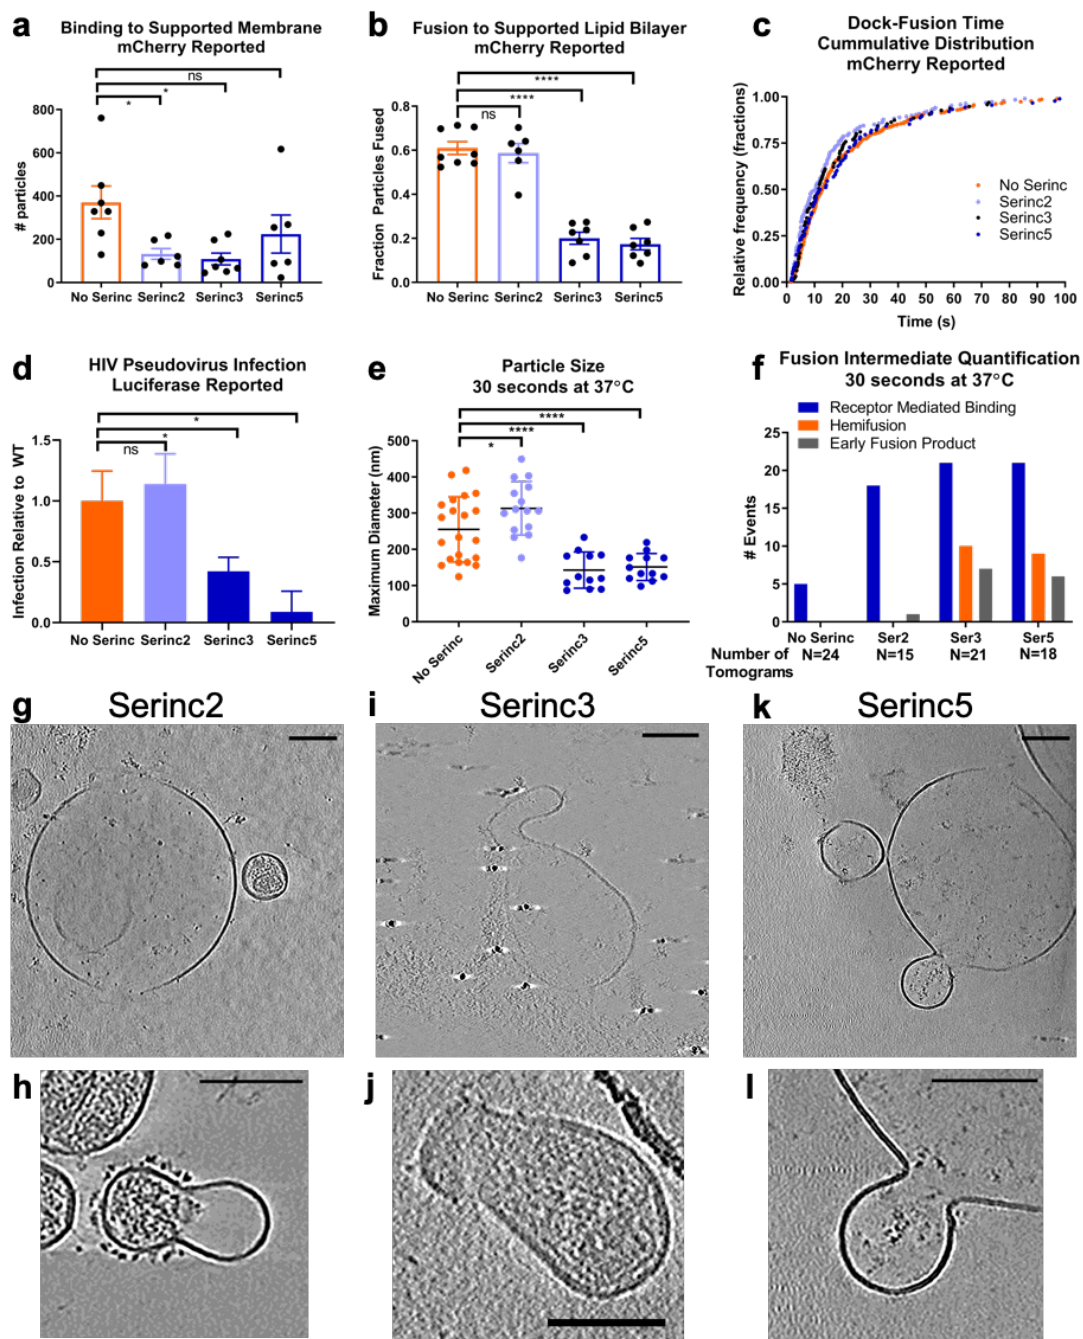 a
Binding to Supported Membrane
mCherry Reported
ns
*
*
800
600
400
200
0
# particles
No Serinc Serinc2 Serinc3 Serinc5
b
Fusion to Supported Lipid Bilayer
mCherry Reported
****
****
ns
0.8
0.6
0.4
0.2
0.0
Fraction Particles Fused
No Serinc Serinc2 Serinc3 Serinc5
c
Dock-Fusion Time
Cummulative Distribution
mCherry Reported
1.00
0.75
0.50
0.25
0.00
Relative frequency (fractions)
No Serinc
Serinc2
Serinc3
Serinc5
0 10 20 30 40 50 60 70 80 90 100
Time (s)
d
HIV Pseudovirus Infection
Luciferase Reported
*
*
ns
1.5
1.0
0.5
0.0
Infection Relative to WT
No Serinc Serinc2 Serinc3 Serinc5
e
Particle Size
30 seconds at 37°C
****
****
*
500
400
300
200
100
0
Maximum Diameter (nm)
No Serinc Serinc2 Serinc3 Serinc5
f
Fusion Intermediate Quantification
30 seconds at 37°C
Receptor Mediated Binding
Hemifusion
Early Fusion Product
25
20
15
10
5
0
# Events
No Serinc Ser2 Ser3 Ser5
Number of Tomograms
N=24 N=15 N=21 N=18
g
Serinc2
i
Serinc3
k
Serinc5
h
j
l